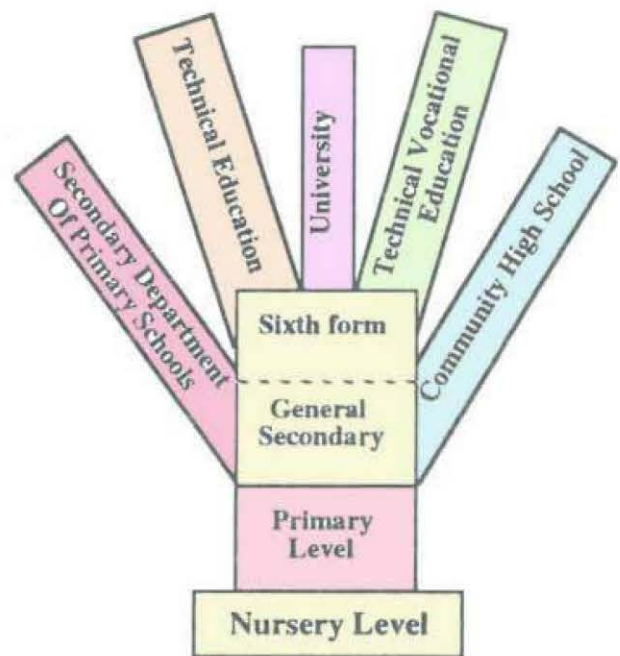 Secondary Department
Of Primary Schools
Technical Education
University
Technical Vocational
Education
Community High School
Sixth form
General
Secondary
Primary
Level
Nursery Level